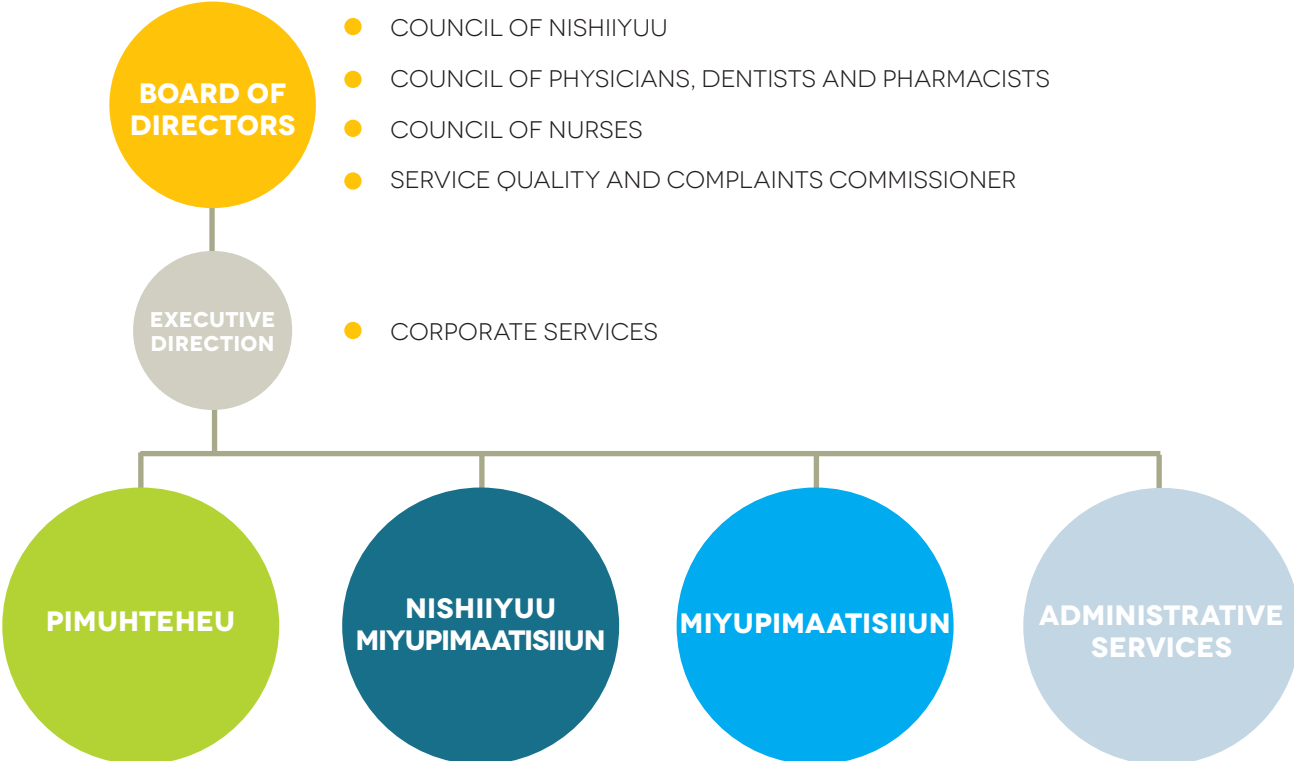 BOARD OF
DIRECTORS
COUNCIL OF NISHIIYUU
COUNCIL OF PHYSICIANS, DENTISTS AND PHARMACISTS
COUNCIL OF NURSES
SERVICE QUALITY AND COMPLAINTS COMMISSIONER
EXECUTIVE
DIRECTION
CORPORATE SERVICES
PIMUHTEHEU
NISHIIYUU
MIYUPIMAATISIIUN
MIYUPIMAATISIIUN
ADMINISTRATIVE
SERVICES